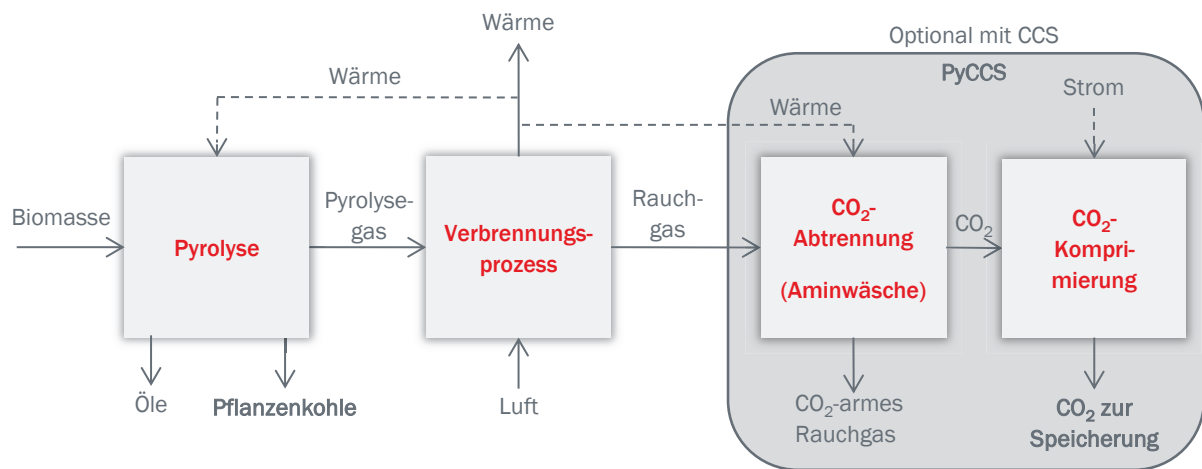 Wärme
Optional mit CCS
PyCCS
Wärme
Wärme
Strom
Biomasse
Pyrolyse
Pyrolyse-
gas
Verbrennungs-
prozess
Rauch-
gas
CO₂-
Abtrennung
(Aminwäsche)
CO₂
CO₂-
Kompri-
mierung
Öle
Pflanzenkohle
Luft
CO₂-armes
Rauchgas
CO₂ zur
Speicherung